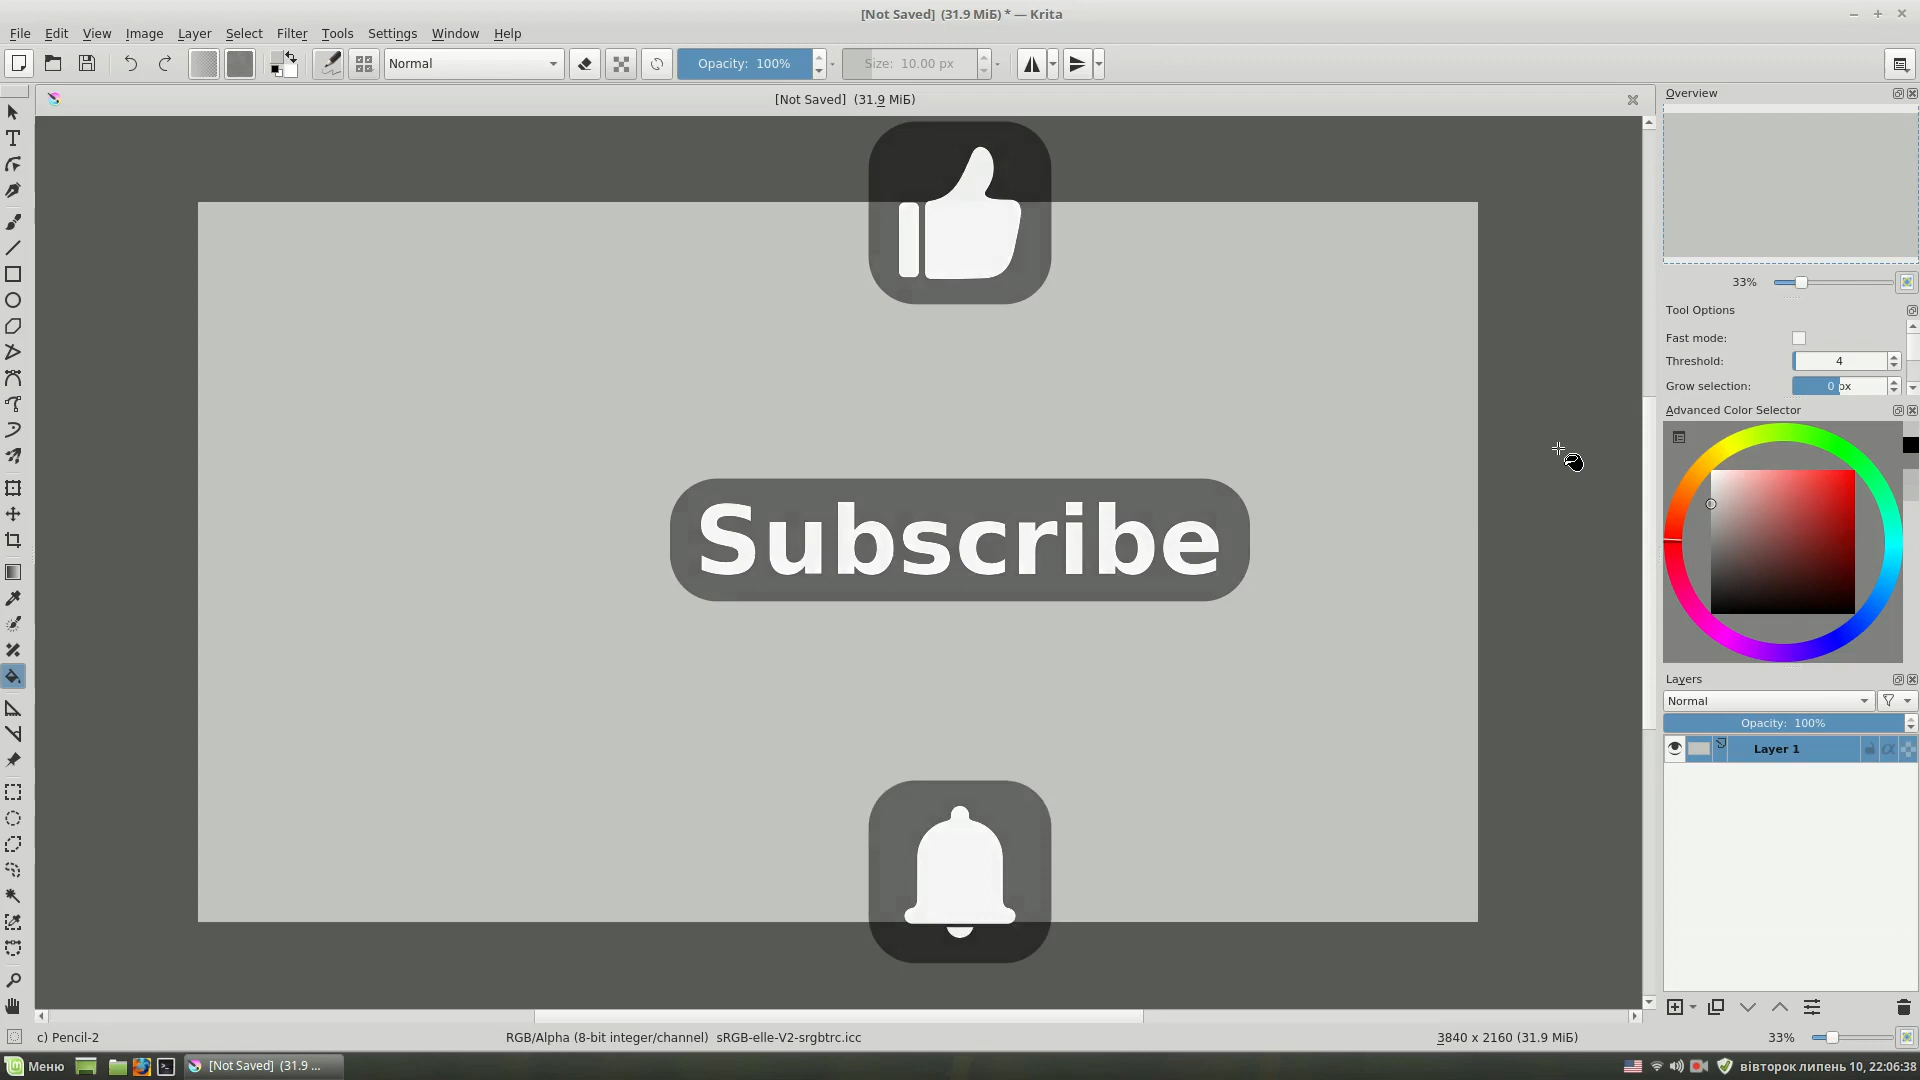 [Not Saved] (31.9 МіБ) * — Krita
File Edit View Image Layer Select Filter Tools Settings Window Help
Normal Opacity: 100% Size: 10.00 px
[Not Saved] (31.9 МіБ)
Overview
33%
Tool Options
Fast mode:
Threshold: 4
Grow selection: 0 px
Advanced Color Selector
Subscribe
Layers
Normal
Opacity: 100%
Layer 1
c) Pencil-2 RGB/Alpha (8-bit integer/channel) sRGB-elle-V2-srgbtrc.icc 3840 x 2160 (31.9 МіБ) 33%
Меню [Not Saved] (31.9 ... вівторок липень 10, 22:06:38